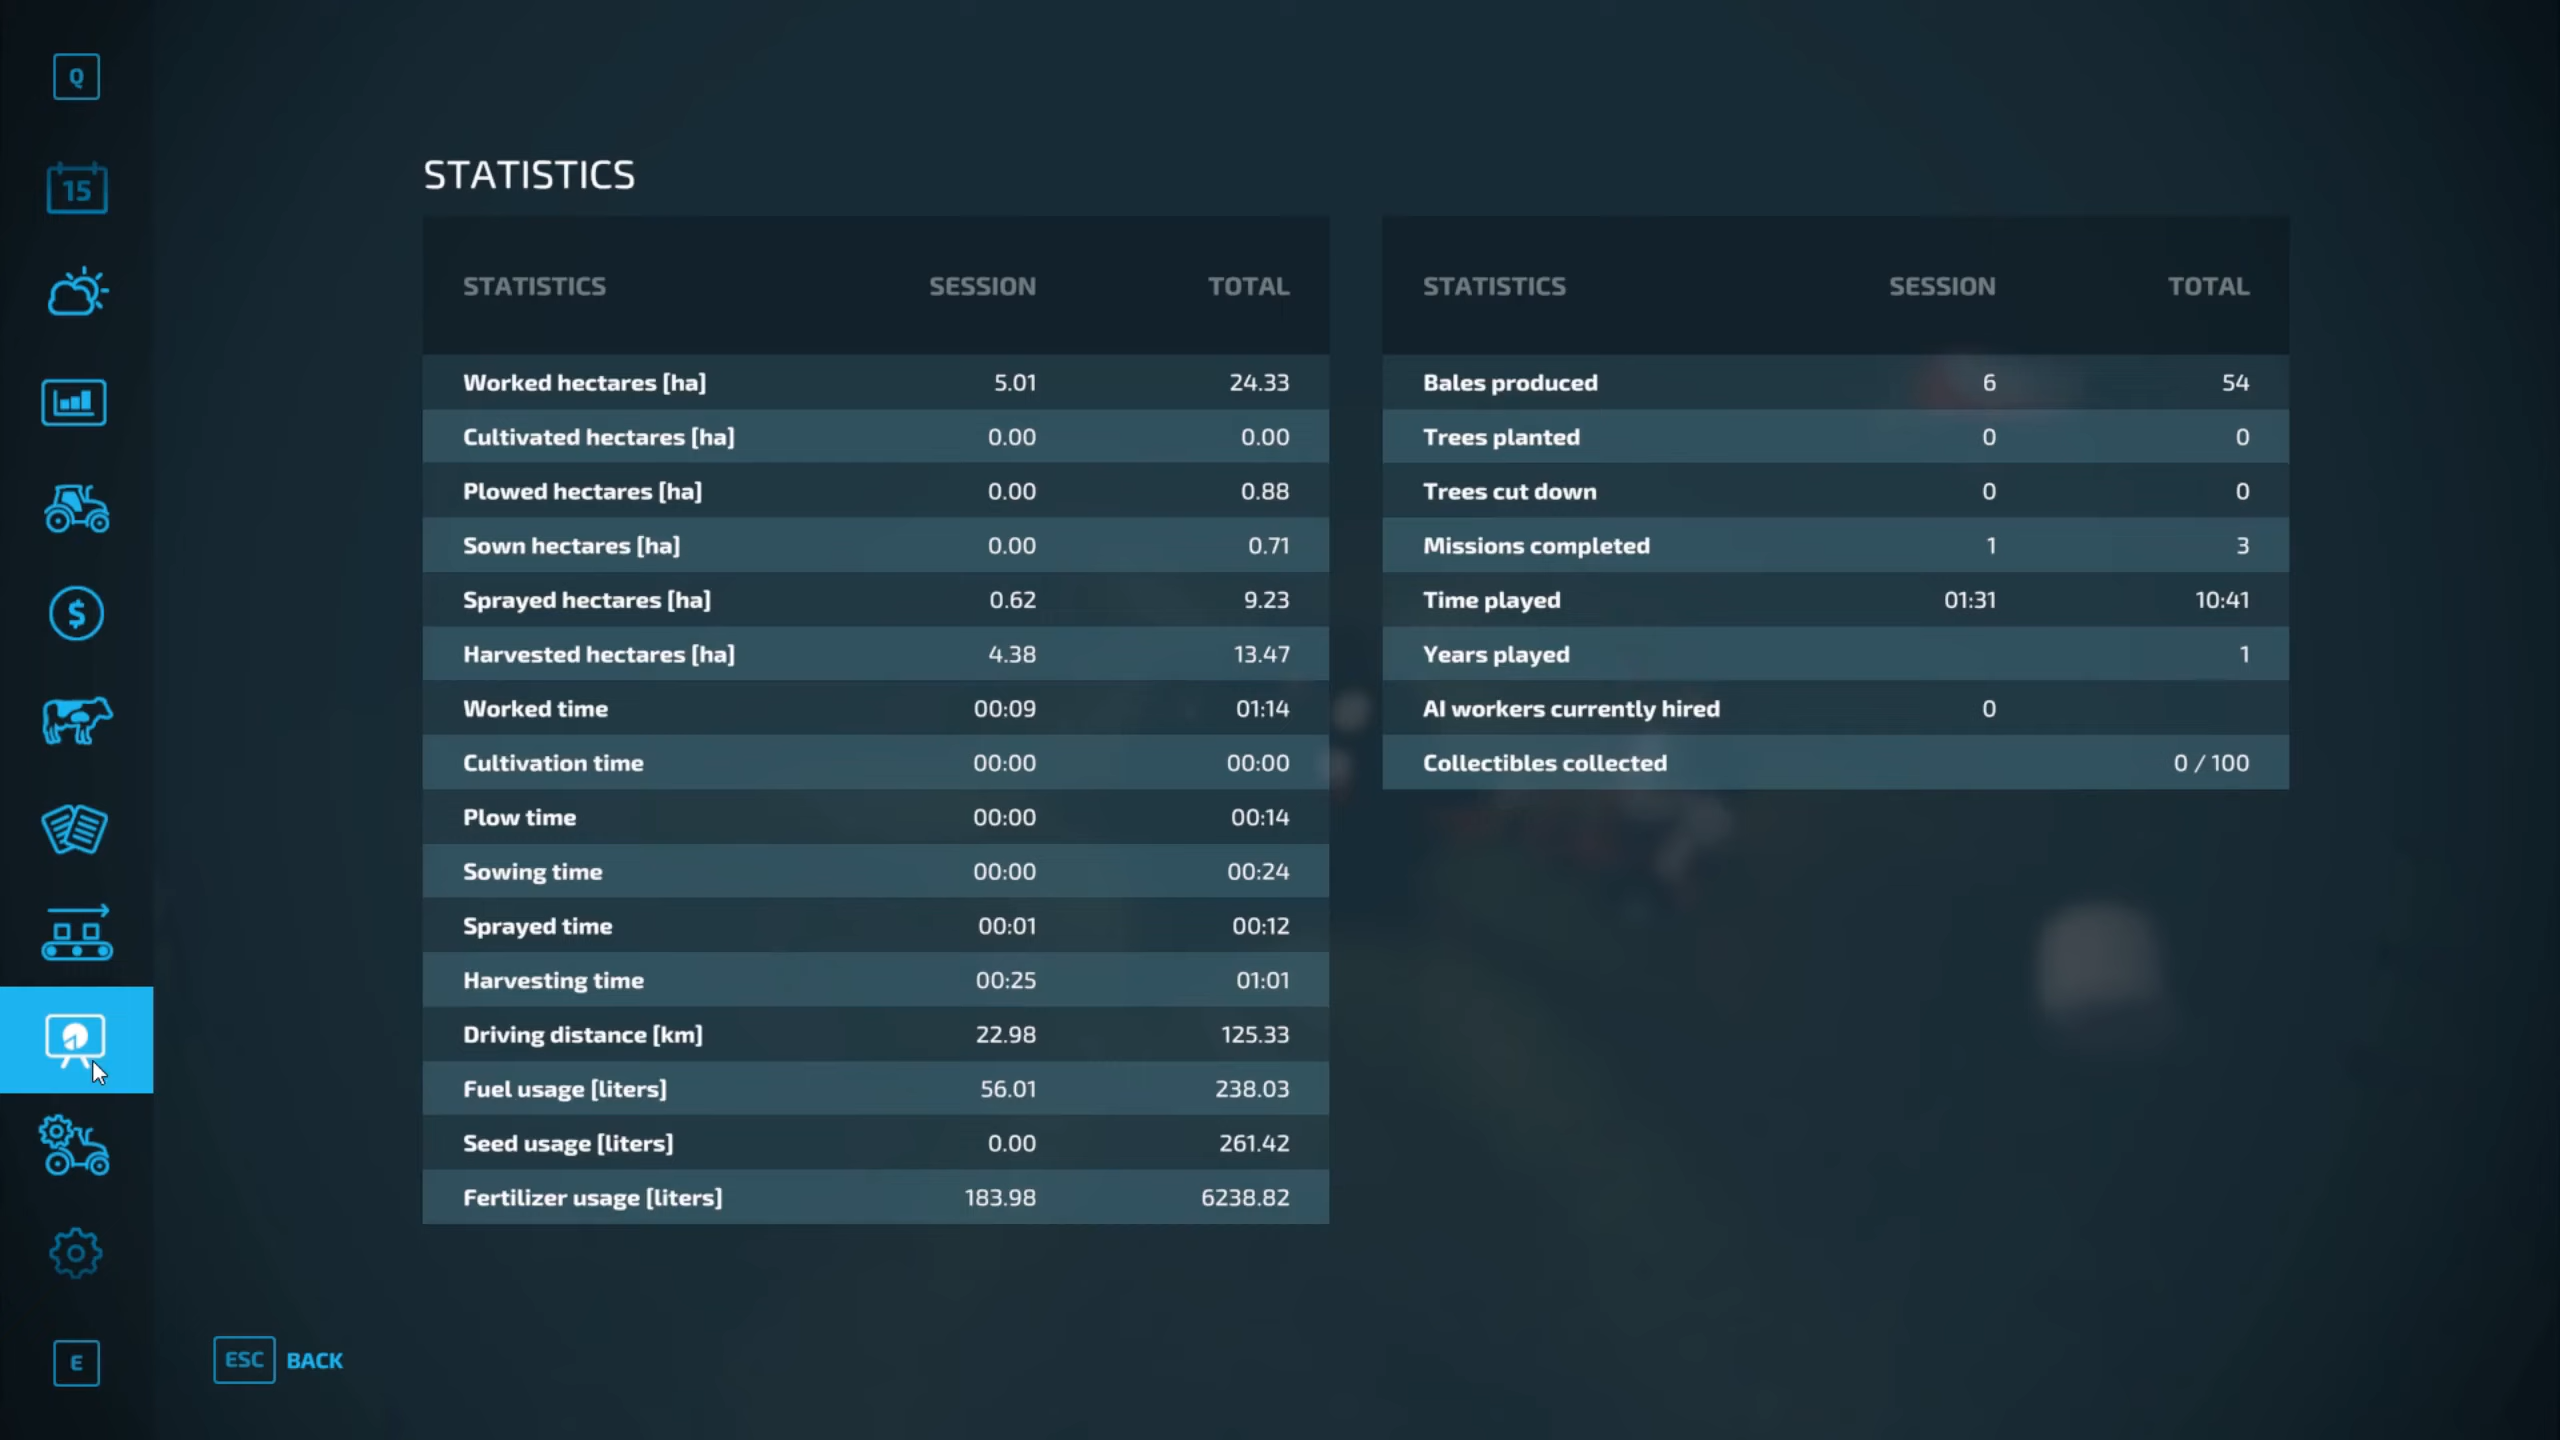 Q
15
STATISTICS
STATISTICS SESSION TOTAL
Worked hectares [ha] 5.01 24.33
Cultivated hectares [ha] 0.00 0.00
Plowed hectares [ha] 0.00 0.88
Sown hectares [ha] 0.00 0.71
Sprayed hectares [ha] 0.62 9.23
Harvested hectares [ha] 4.38 13.47
Worked time 00:09 01:14
Cultivation time 00:00 00:00
Plow time 00:00 00:14
Sowing time 00:00 00:24
Sprayed time 00:01 00:12
Harvesting time 00:25 01:01
Driving distance [km] 22.98 125.33
Fuel usage [liters] 56.01 238.03
Seed usage [liters] 0.00 261.42
Fertilizer usage [liters] 183.98 6238.82
STATISTICS SESSION TOTAL
Bales produced 6 54
Trees planted 0 0
Trees cut down 0 0
Missions completed 1 3
Time played 01:31 10:41
Years played 1
AI workers currently hired 0
Collectibles collected 0 / 100
E
ESC BACK